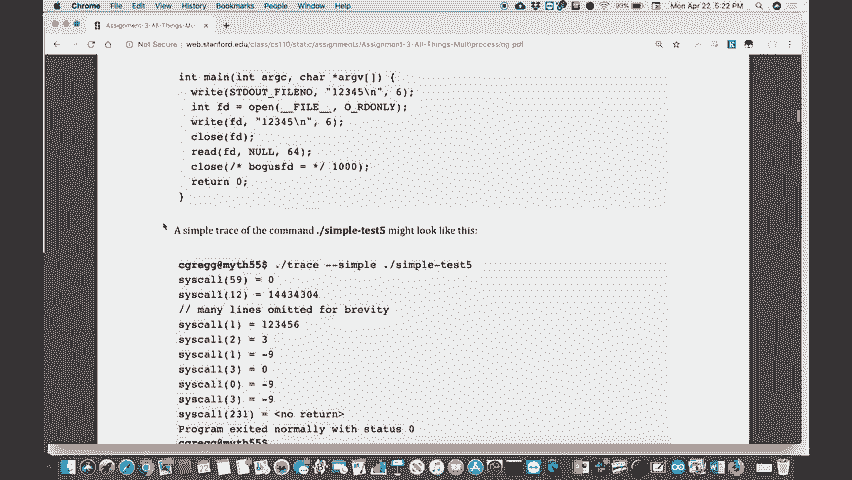 Chrome File Edit View History Bookmarks People Window Help
99% Mon Apr 22, 5:22 PM
Assignment-3-All-Things-Mu
Not Secure web.stanford.edu/class/cs110/static/assignments/Assignment-3-All-Things-Multiprocessing.pdf
int main(int argc, char *argv[]) {
write(STDOUT_FILENO, "12345\n", 6);
int fd = open(__FILE__, O_RDONLY);
write(fd, "12345\n", 6);
close(fd);
read(fd, NULL, 64);
close(/* bogusfd = */ 1000);
return 0;
}
A simple trace of the command ./simple-test5 might look like this:
cgregg@myth55$ ./trace --simple ./simple-test5
syscall(59) = 0
syscall(12) = 14434304
// many lines omitted for brevity
syscall(1) = 123456
syscall(2) = 3
syscall(1) = -9
syscall(3) = 0
syscall(0) = -9
syscall(3) = -9
syscall(231) = <no return>
Program exited normally with status 0
cgregg@myth55$